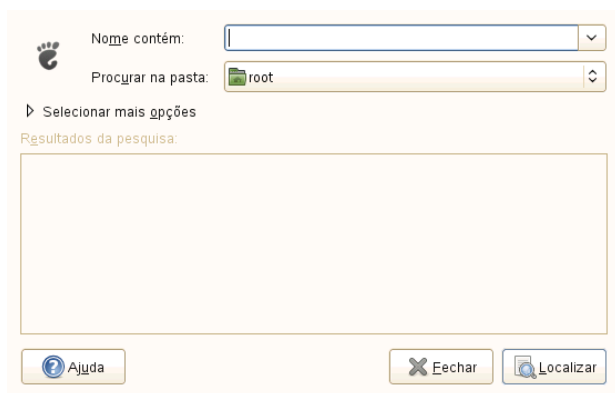 Nome contém:
Procurar na pasta: root
Selecionar mais opções
Resultados da pesquisa:
Ajuda
Fechar
Localizar